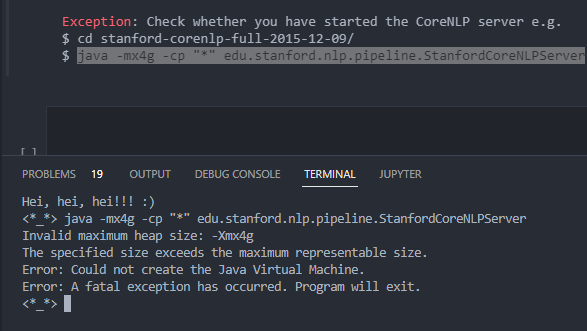 Exception: Check whether you have started the CoreNLP server e.g.
$ cd stanford-corenlp-full-2015-12-09/
$ java -mx4g -cp "*" edu.stanford.nlp.pipeline.StanfordCoreNLPServer
[ ]
PROBLEMS 19 OUTPUT DEBUG CONSOLE TERMINAL JUPYTER
Hei, hei, hei!!! :)
<*_*> java -mx4g -cp "*" edu.stanford.nlp.pipeline.StanfordCoreNLPServer
Invalid maximum heap size: -Xmx4g
The specified size exceeds the maximum representable size.
Error: Could not create the Java Virtual Machine.
Error: A fatal exception has occurred. Program will exit.
<*_*>